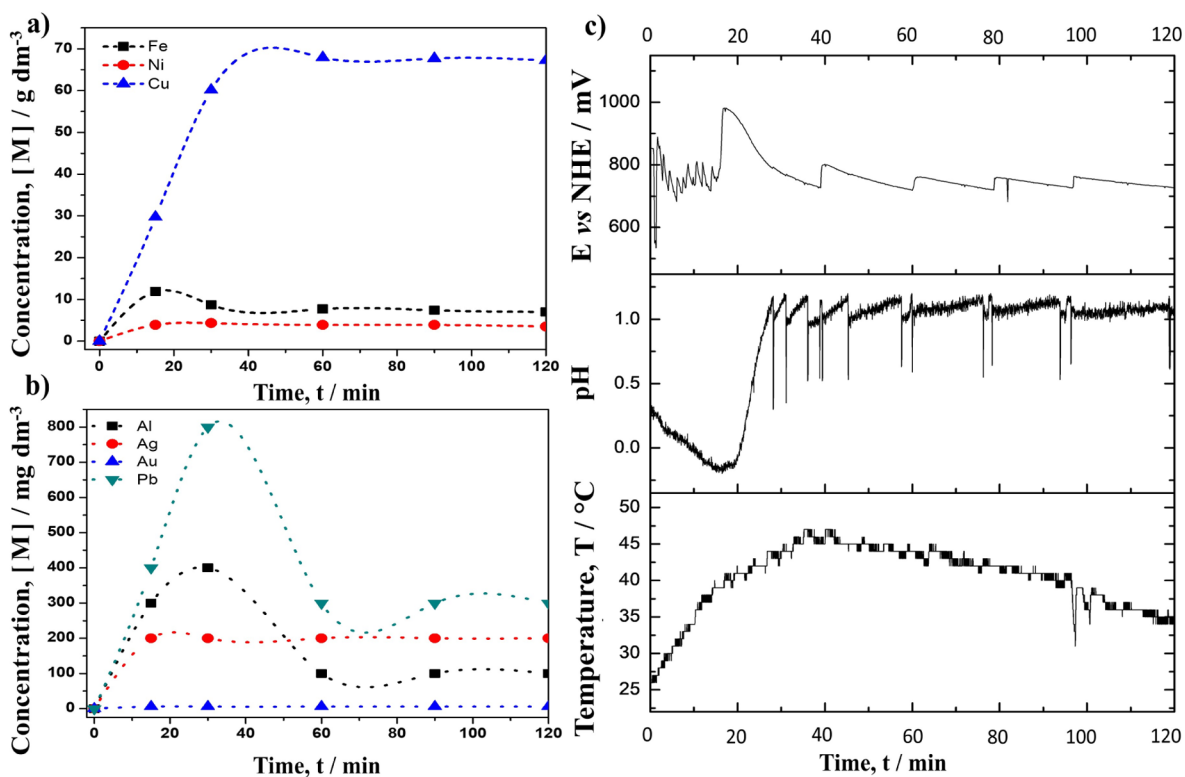 a)
Fe
Ni
Cu
70
60
50
40
30
20
10
0
0 20 40 60 80 100 120
Concentration, [M] / g dm-3
Time, t / min
b)
Al
Ag
Au
Pb
800
700
600
500
400
300
200
100
0
0 20 40 60 80 100 120
Concentration, [M] / mg dm-3
Time, t / min
c)
0 20 40 60 80 100 120
1000
800
600
E vs NHE / mV
1.0
0.5
0.0
pH
50
45
40
35
30
25
Temperature, T / °C
0 20 40 60 80 100 120
Time, t / min